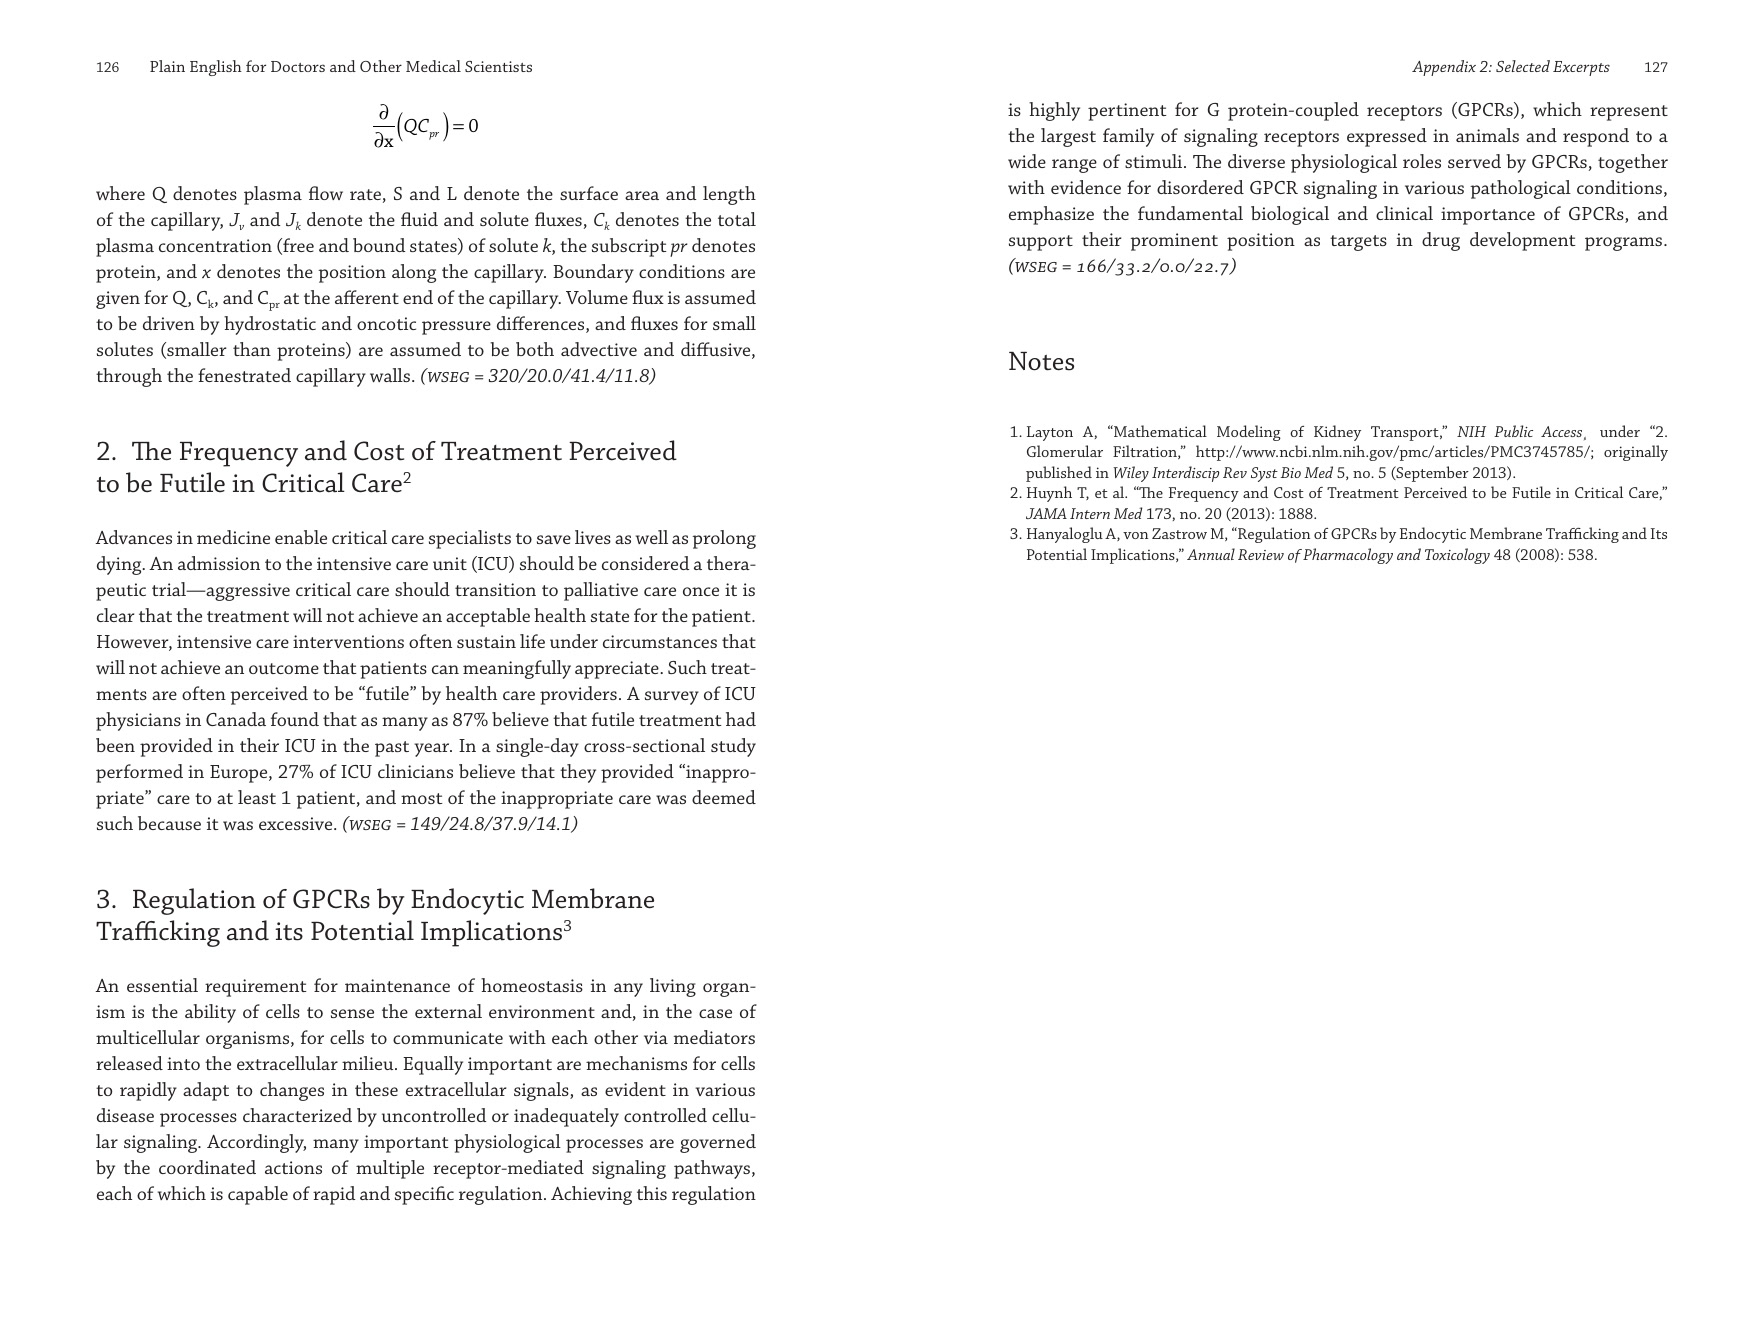 126 Plain English for Doctors and Other Medical Scientists
∂/∂x (QC_pr) = 0
where Q denotes plasma flow rate, S and L denote the surface area and length
of the capillary, J_v and J_k denote the fluid and solute fluxes, C_k denotes the total
plasma concentration (free and bound states) of solute k, the subscript pr denotes
protein, and x denotes the position along the capillary. Boundary conditions are
given for Q, C_k, and C_pr at the afferent end of the capillary. Volume flux is assumed
to be driven by hydrostatic and oncotic pressure differences, and fluxes for small
solutes (smaller than proteins) are assumed to be both advective and diffusive,
through the fenestrated capillary walls. (WSEG = 320/20.0/41.4/11.8)
2. The Frequency and Cost of Treatment Perceived
to be Futile in Critical Care²
Advances in medicine enable critical care specialists to save lives as well as prolong
dying. An admission to the intensive care unit (ICU) should be considered a thera-
peutic trial—aggressive critical care should transition to palliative care once it is
clear that the treatment will not achieve an acceptable health state for the patient.
However, intensive care interventions often sustain life under circumstances that
will not achieve an outcome that patients can meaningfully appreciate. Such treat-
ments are often perceived to be “futile” by health care providers. A survey of ICU
physicians in Canada found that as many as 87% believe that futile treatment had
been provided in their ICU in the past year. In a single-day cross-sectional study
performed in Europe, 27% of ICU clinicians believe that they provided “inappro-
priate” care to at least 1 patient, and most of the inappropriate care was deemed
such because it was excessive. (WSEG = 149/24.8/37.9/14.1)
3. Regulation of GPCRs by Endocytic Membrane
Trafficking and its Potential Implications³
An essential requirement for maintenance of homeostasis in any living organ-
ism is the ability of cells to sense the external environment and, in the case of
multicellular organisms, for cells to communicate with each other via mediators
released into the extracellular milieu. Equally important are mechanisms for cells
to rapidly adapt to changes in these extracellular signals, as evident in various
disease processes characterized by uncontrolled or inadequately controlled cellu-
lar signaling. Accordingly, many important physiological processes are governed
by the coordinated actions of multiple receptor-mediated signaling pathways,
each of which is capable of rapid and specific regulation. Achieving this regulation
Appendix 2: Selected Excerpts 127
is highly pertinent for G protein-coupled receptors (GPCRs), which represent
the largest family of signaling receptors expressed in animals and respond to a
wide range of stimuli. The diverse physiological roles served by GPCRs, together
with evidence for disordered GPCR signaling in various pathological conditions,
emphasize the fundamental biological and clinical importance of GPCRs, and
support their prominent position as targets in drug development programs.
(WSEG = 166/33.2/0.0/22.7)
Notes
1. Layton A, “Mathematical Modeling of Kidney Transport,” NIH Public Access¸ under “2.
Glomerular Filtration,” http://www.ncbi.nlm.nih.gov/pmc/articles/PMC3745785/; originally
published in Wiley Interdiscip Rev Syst Bio Med 5, no. 5 (September 2013).
2. Huynh T, et al. “The Frequency and Cost of Treatment Perceived to be Futile in Critical Care,”
JAMA Intern Med 173, no. 20 (2013): 1888.
3. Hanyaloglu A, von Zastrow M, “Regulation of GPCRs by Endocytic Membrane Trafficking and Its
Potential Implications,” Annual Review of Pharmacology and Toxicology 48 (2008): 538.